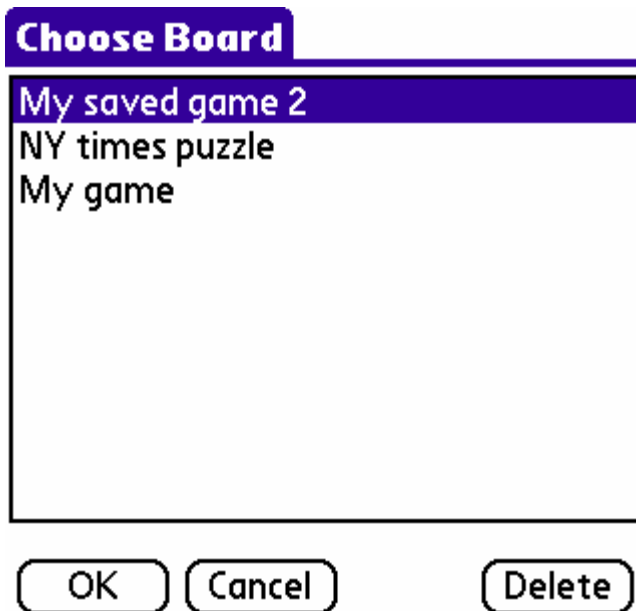 Choose Board
My saved game 2
NY times puzzle
My game
OK Cancel Delete